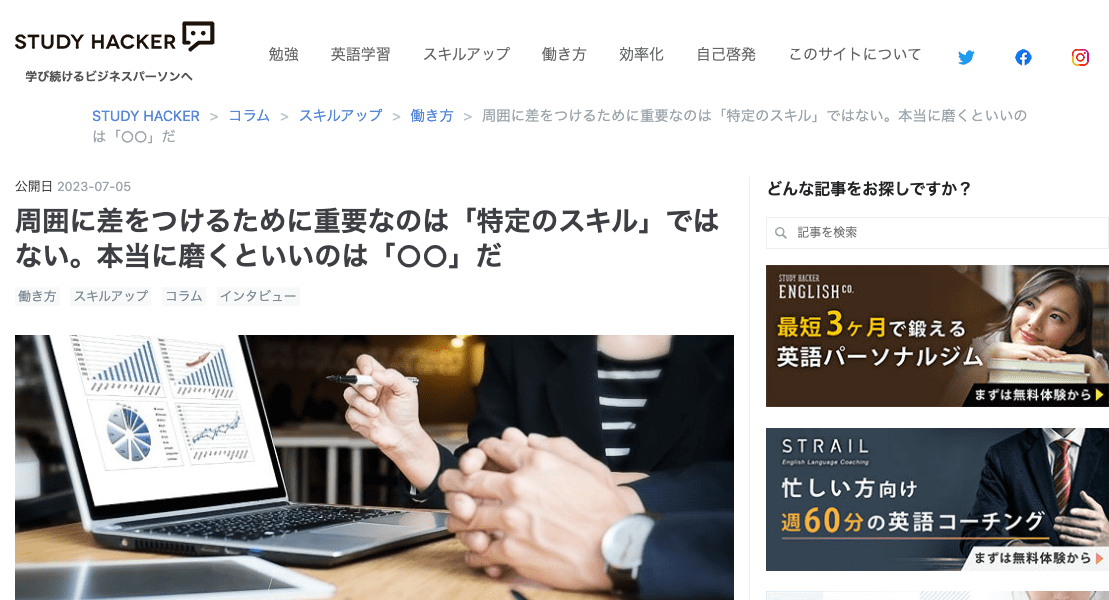 STUDY HACKER
学び続けるビジネスパーソンへ
勉強 英語学習 スキルアップ 働き方 効率化 自己啓発 このサイトについて
STUDY HACKER > コラム > スキルアップ > 働き方 > 周囲に差をつけるために重要なのは「特定のスキル」ではない。本当に磨くといいの
は「○○」だ
公開日 2023-07-05
周囲に差をつけるために重要なのは「特定のスキル」では
ない。本当に磨くといいのは「○○」だ
働き方 スキルアップ コラム インタビュー
どんな記事をお探しですか？
記事を検索
STUDY HACKER
ENGLISH CO.
最短3ヶ月で鍛える
英語パーソナルジム
まずは無料体験から
STRAIL
English Language Coaching
忙しい方向け
週60分の英語コーチング
まずは無料体験から